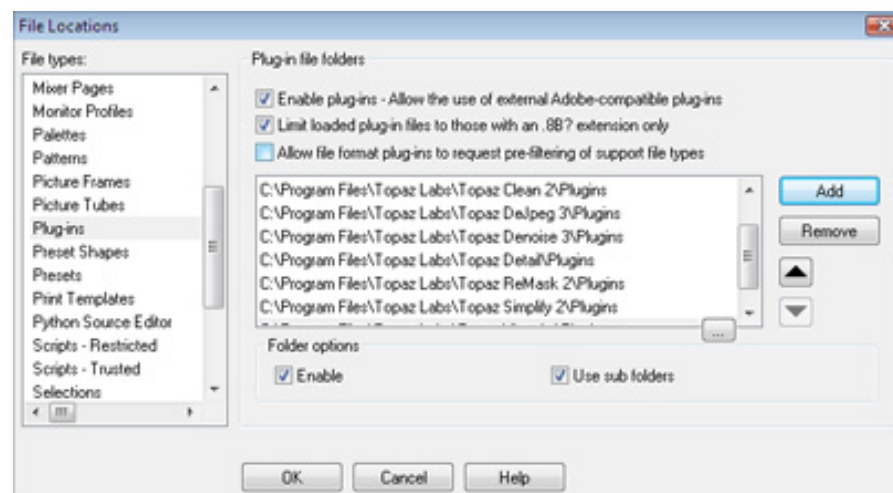 File Locations
File types:
Mixer Pages
Monitor Profiles
Palettes
Patterns
Picture Frames
Picture Tubes
Plug-ins
Preset Shapes
Presets
Print Templates
Python Source Editor
Scripts - Restricted
Scripts - Trusted
Selections
Plug-in file folders
Enable plug-ins - Allow the use of external Adobe-compatible plug-ins
Limit loaded plug-in files to those with an .8B? extension only
Allow file format plug-ins to request pre-filtering of support file types
C:\Program Files\Topaz Labs\Topaz Clean 2\Plugins
C:\Program Files\Topaz Labs\Topaz DeJpeg 3\Plugins
C:\Program Files\Topaz Labs\Topaz Denoise 3\Plugins
C:\Program Files\Topaz Labs\Topaz Detail\Plugins
C:\Program Files\Topaz Labs\Topaz ReMask 2\Plugins
C:\Program Files\Topaz Labs\Topaz Simplify 2\Plugins
...
Add
Remove
Folder options
Enable
Use sub folders
OK
Cancel
Help